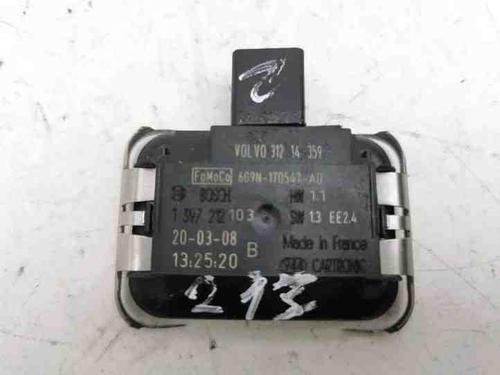 2
VOLVO 312 14 359
FoMoCo 6G9N-17D547-AD
BOSCH HW 1.1
1 397 212 103 SW 1.3 EE2.4
20-03-08 B Made in France
13:25:20 CARTRONIC
213